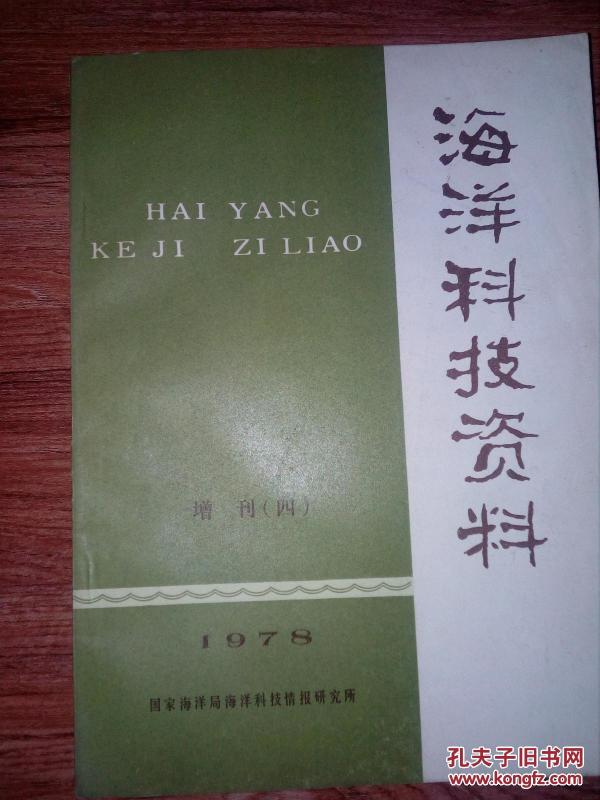 海洋科技资料
HAI YANG
KE JI ZI LIAO
增 刊(四)
1978
国家海洋局海洋科技情报研究所
孔夫子旧书网
www.kongfz.com